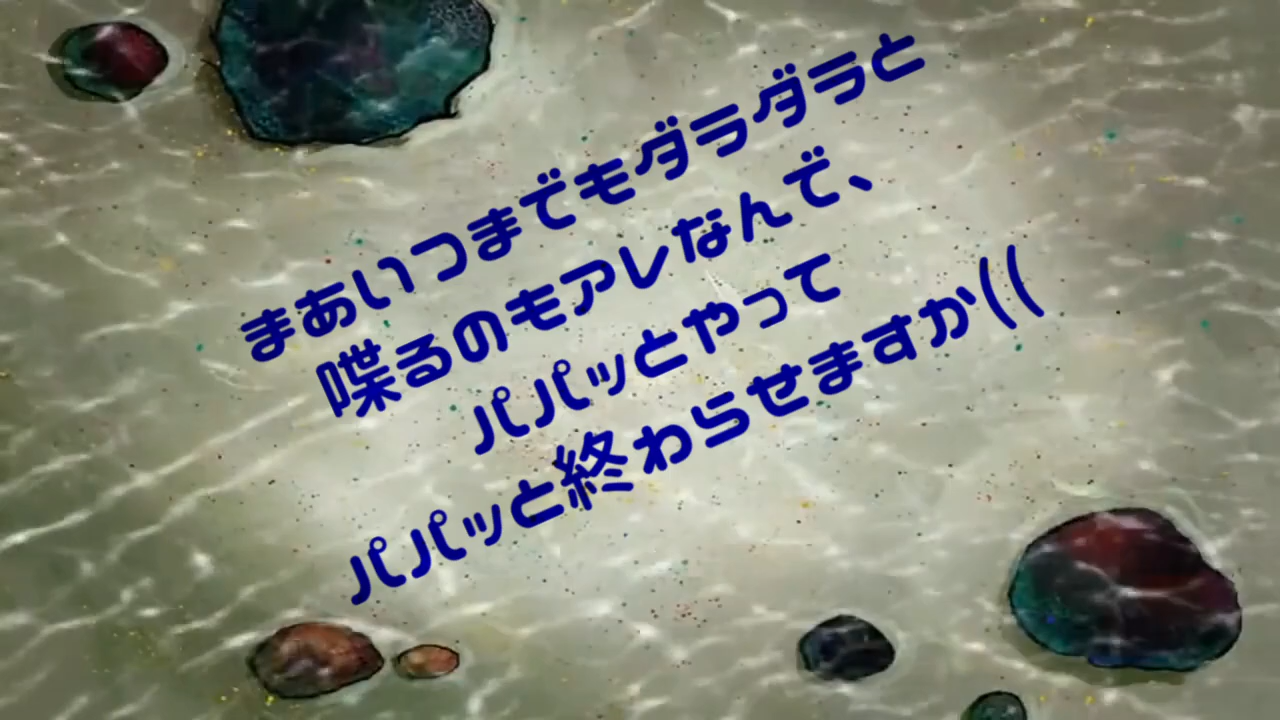 まあいつまでもダラダラと
喋るのもアレなんで、
パパッとやって
パパッと終わらせますか((